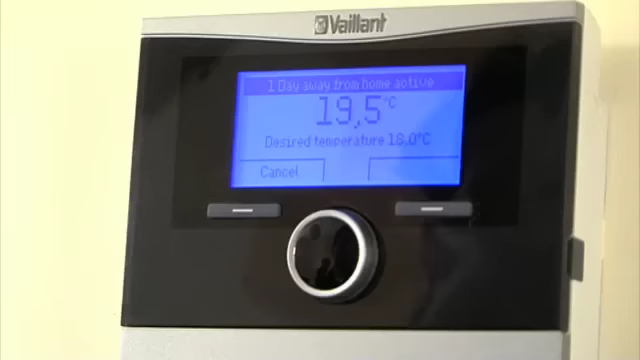 Vaillant
1 Day away from home active
19,5 °C
Desired temperature 18.0°C
Cancel